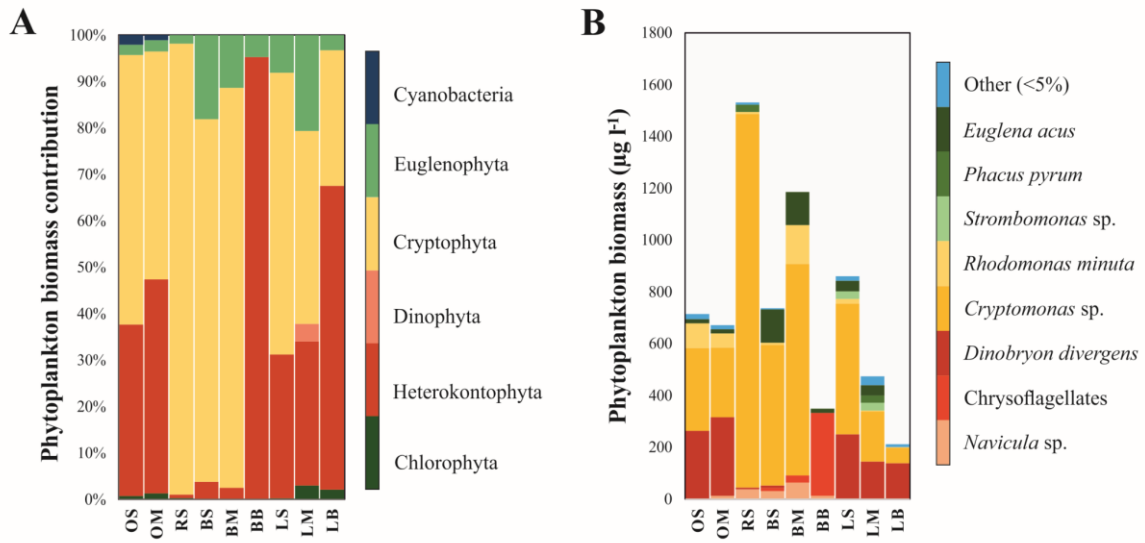 A
Phytoplankton biomass contribution
100%
90%
80%
70%
60%
50%
40%
30%
20%
10%
0%
OS
OM
RS
BS
BM
BB
LS
LM
LB
Cyanobacteria
Euglenophyta
Cryptophyta
Dinophyta
Heterokontophyta
Chlorophyta
B
Phytoplankton biomass (µg l⁻¹)
1800
1600
1400
1200
1000
800
600
400
200
0
OS
OM
RS
BS
BM
BB
LS
LM
LB
Other (<5%)
Euglena acus
Phacus pyrum
Strombomonas sp.
Rhodomonas minuta
Cryptomonas sp.
Dinobryon divergens
Chrysoflagellates
Navicula sp.